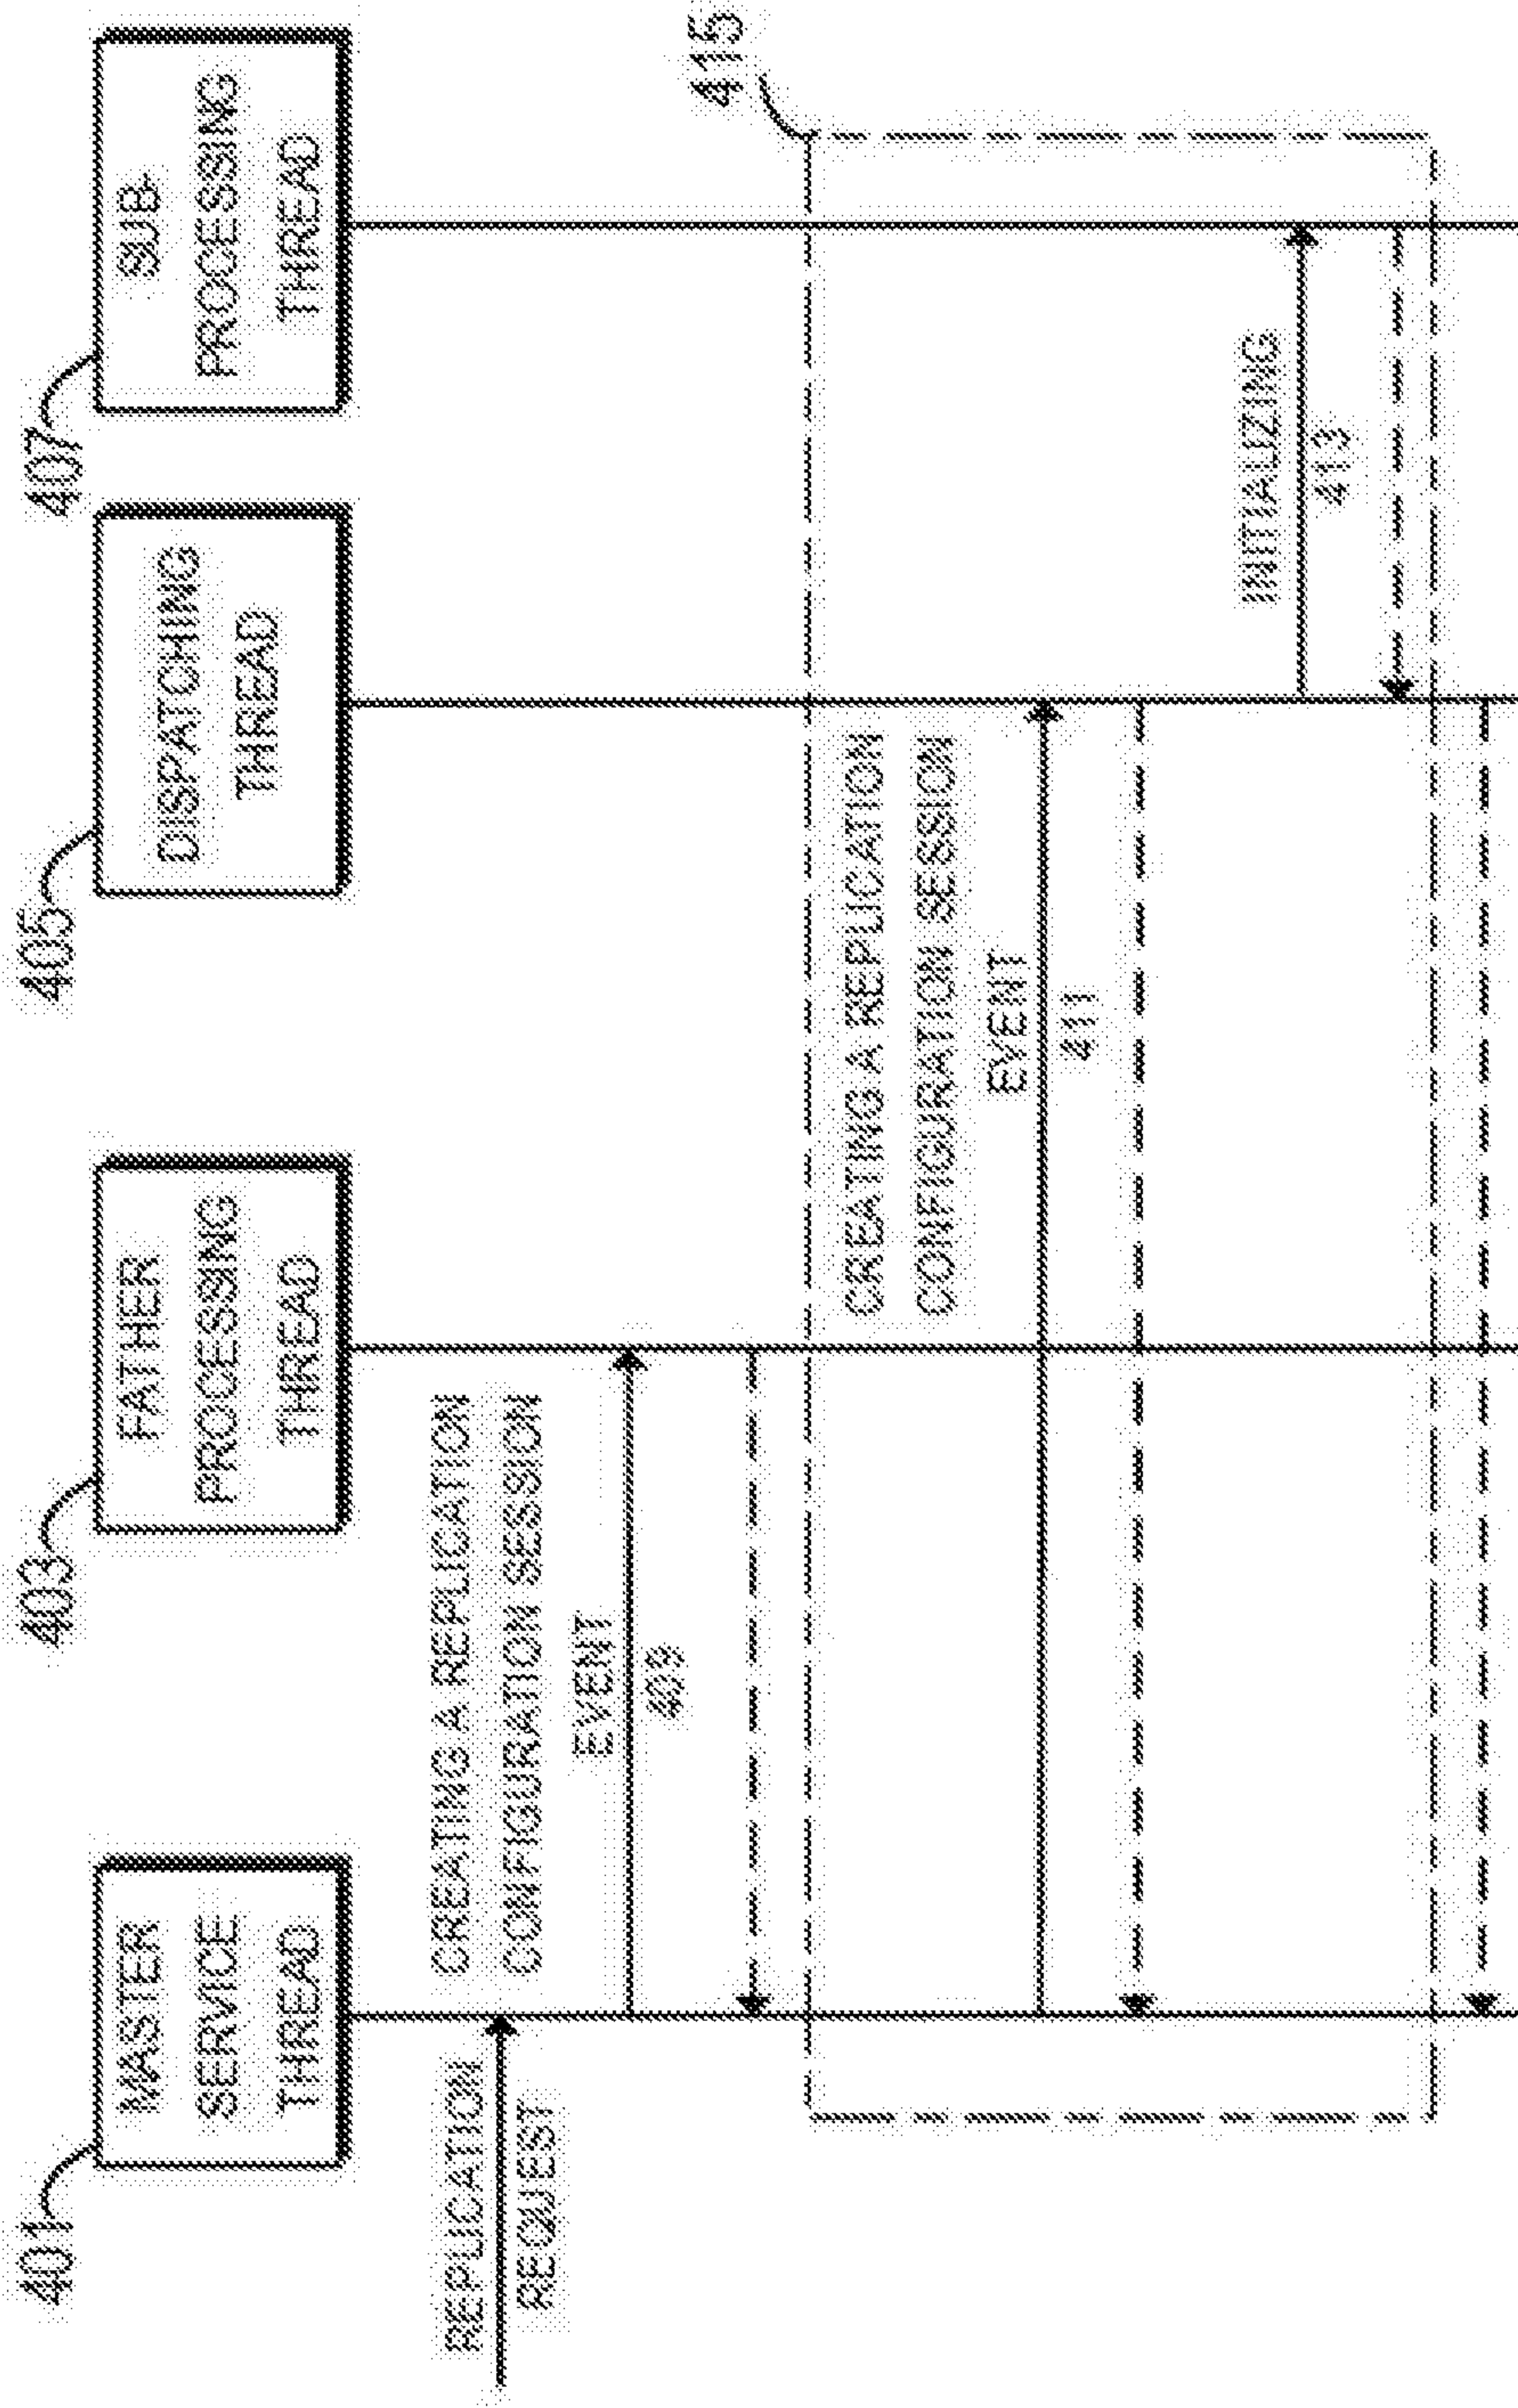 401
MASTER
SERVICE
THREAD
403
FATHER
PROCESSING
THREAD
405
DISPATCHING
THREAD
407
SUB-
PROCESSING
THREAD
REPLICATION
REQUEST
CREATING A REPLICATION
CONFIGURATION SESSION
EVENT
409
415
CREATING A REPLICATION
CONFIGURATION SESSION
EVENT
411
INITIALIZING
413